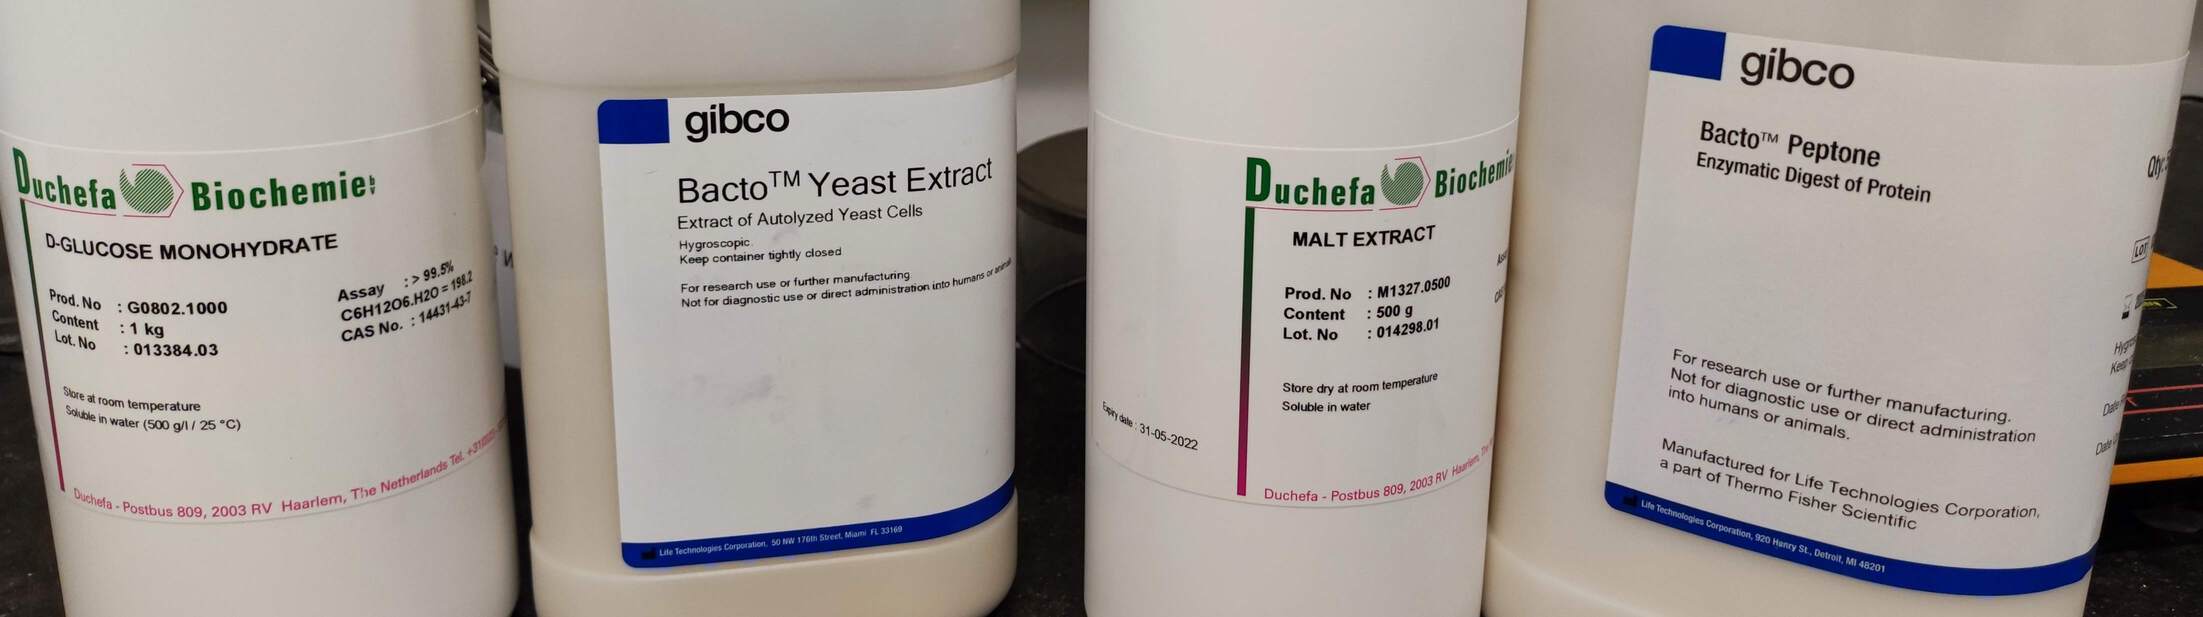 Duchefa Biochemie BV
D-GLUCOSE MONOHYDRATE
Prod. No : G0802.1000
Content : 1 kg
Lot. No : 013384.03
Assay : > 99.5%
C6H12O6.H2O = 198.2
CAS No. : 14431-43-7
Store at room temperature
Soluble in water (500 g/l / 25 °C)
Duchefa - Postbus 809, 2003 RV Haarlem, The Netherlands Tel.
gibco
Bacto™ Yeast Extract
Extract of Autolyzed Yeast Cells
Hygroscopic.
Keep container tightly closed
For research use or further manufacturing.
Not for diagnostic use or direct administration into humans or animals
Life Technologies Corporation, 50 NW 176th Street, Miami FL 33169
Duchefa Biochemie
MALT EXTRACT
Prod. No : M1327.0500
Content : 500 g
Lot. No : 014298.01
Store dry at room temperature
Soluble in water
Expiry date : 31-05-2022
Duchefa - Postbus 809, 2003 RV Haarlem,
gibco
Bacto™ Peptone
Enzymatic Digest of Protein
Qty:
LOT
For research use or further manufacturing.
Not for diagnostic use or direct administration
into humans or animals.
Manufactured for Life Technologies Corporation,
a part of Thermo Fisher Scientific
Life Technologies Corporation, 920 Henry St., Detroit, MI 48201